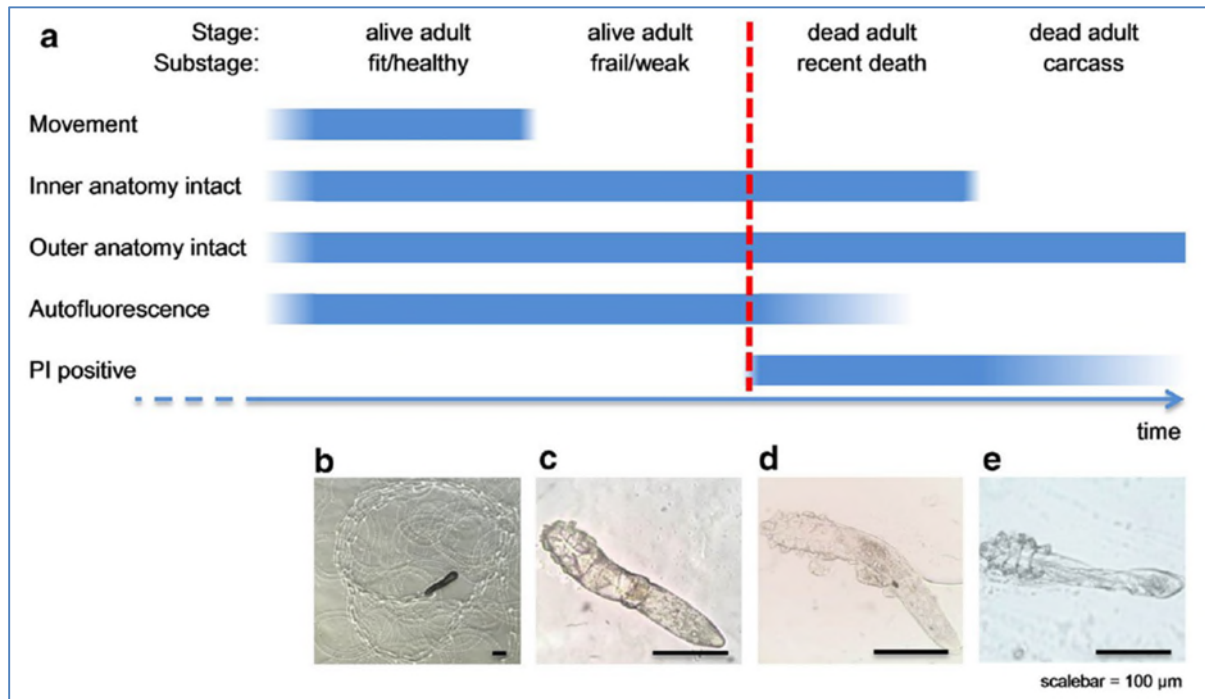 a
Stage: alive adult alive adult dead adult dead adult
Substage: fit/healthy frail/weak recent death carcass
Movement
Inner anatomy intact
Outer anatomy intact
Autofluorescence
PI positive
time
b c d e
scalebar = 100 µm